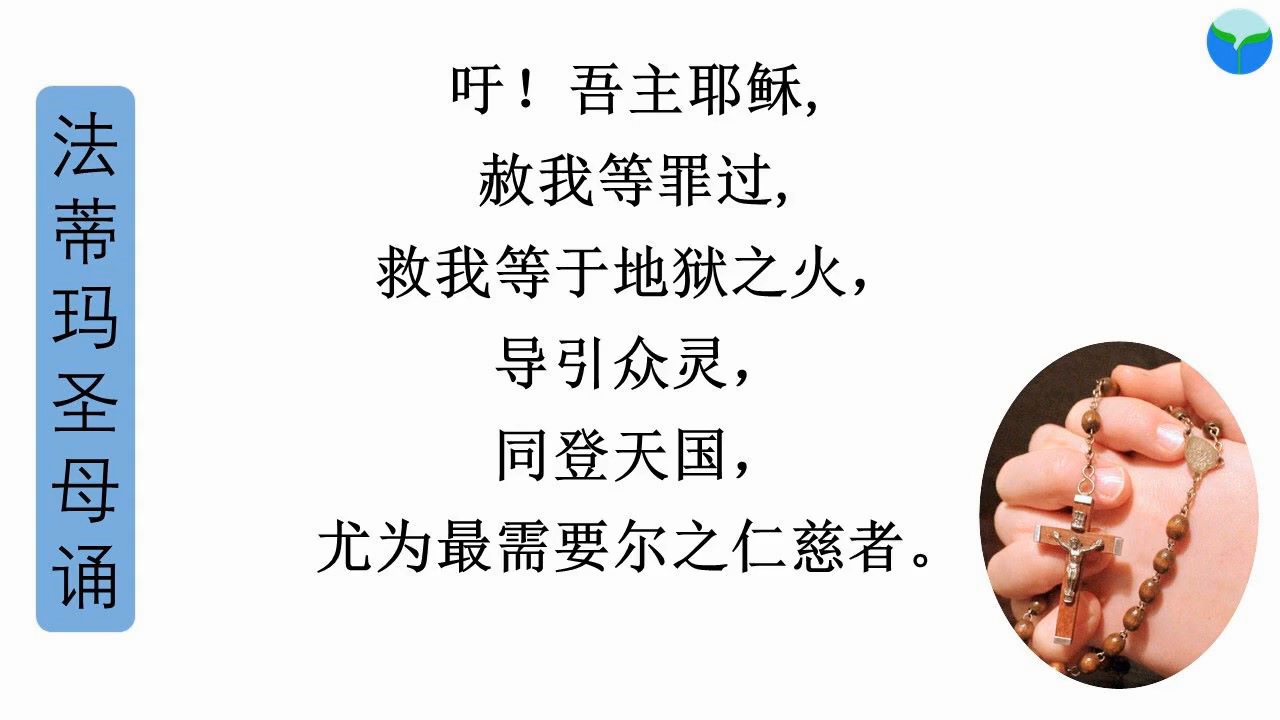 法蒂玛圣母诵
吁！吾主耶稣,
赦我等罪过,
救我等于地狱之火，
导引众灵，
同登天国，
尤为最需要尔之仁慈者。